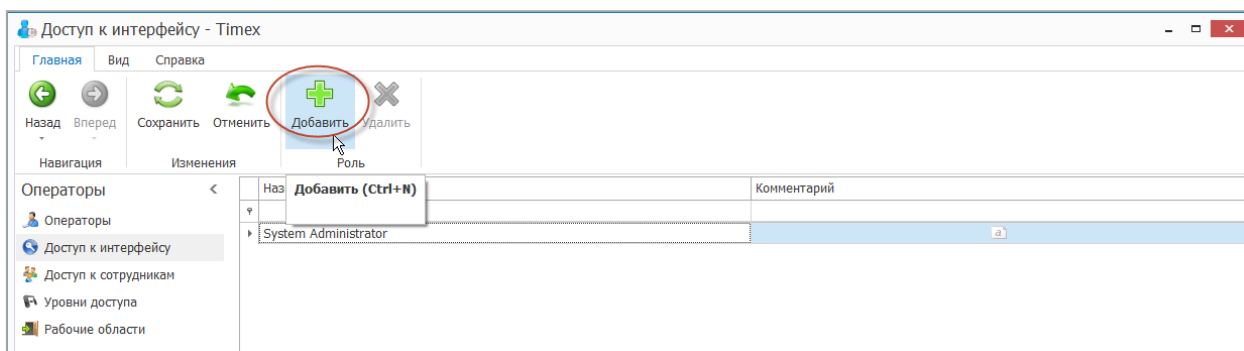 Доступ к интерфейсу - Timex
Главная Вид Справка
Назад Вперед Сохранить Отменить Добавить Удалить
Навигация Изменения Роль
Операторы
Операторы
Доступ к интерфейсу
Доступ к сотрудникам
Уровни доступа
Рабочие области
Наз Комментарий
Добавить (Ctrl+N)
System Administrator a